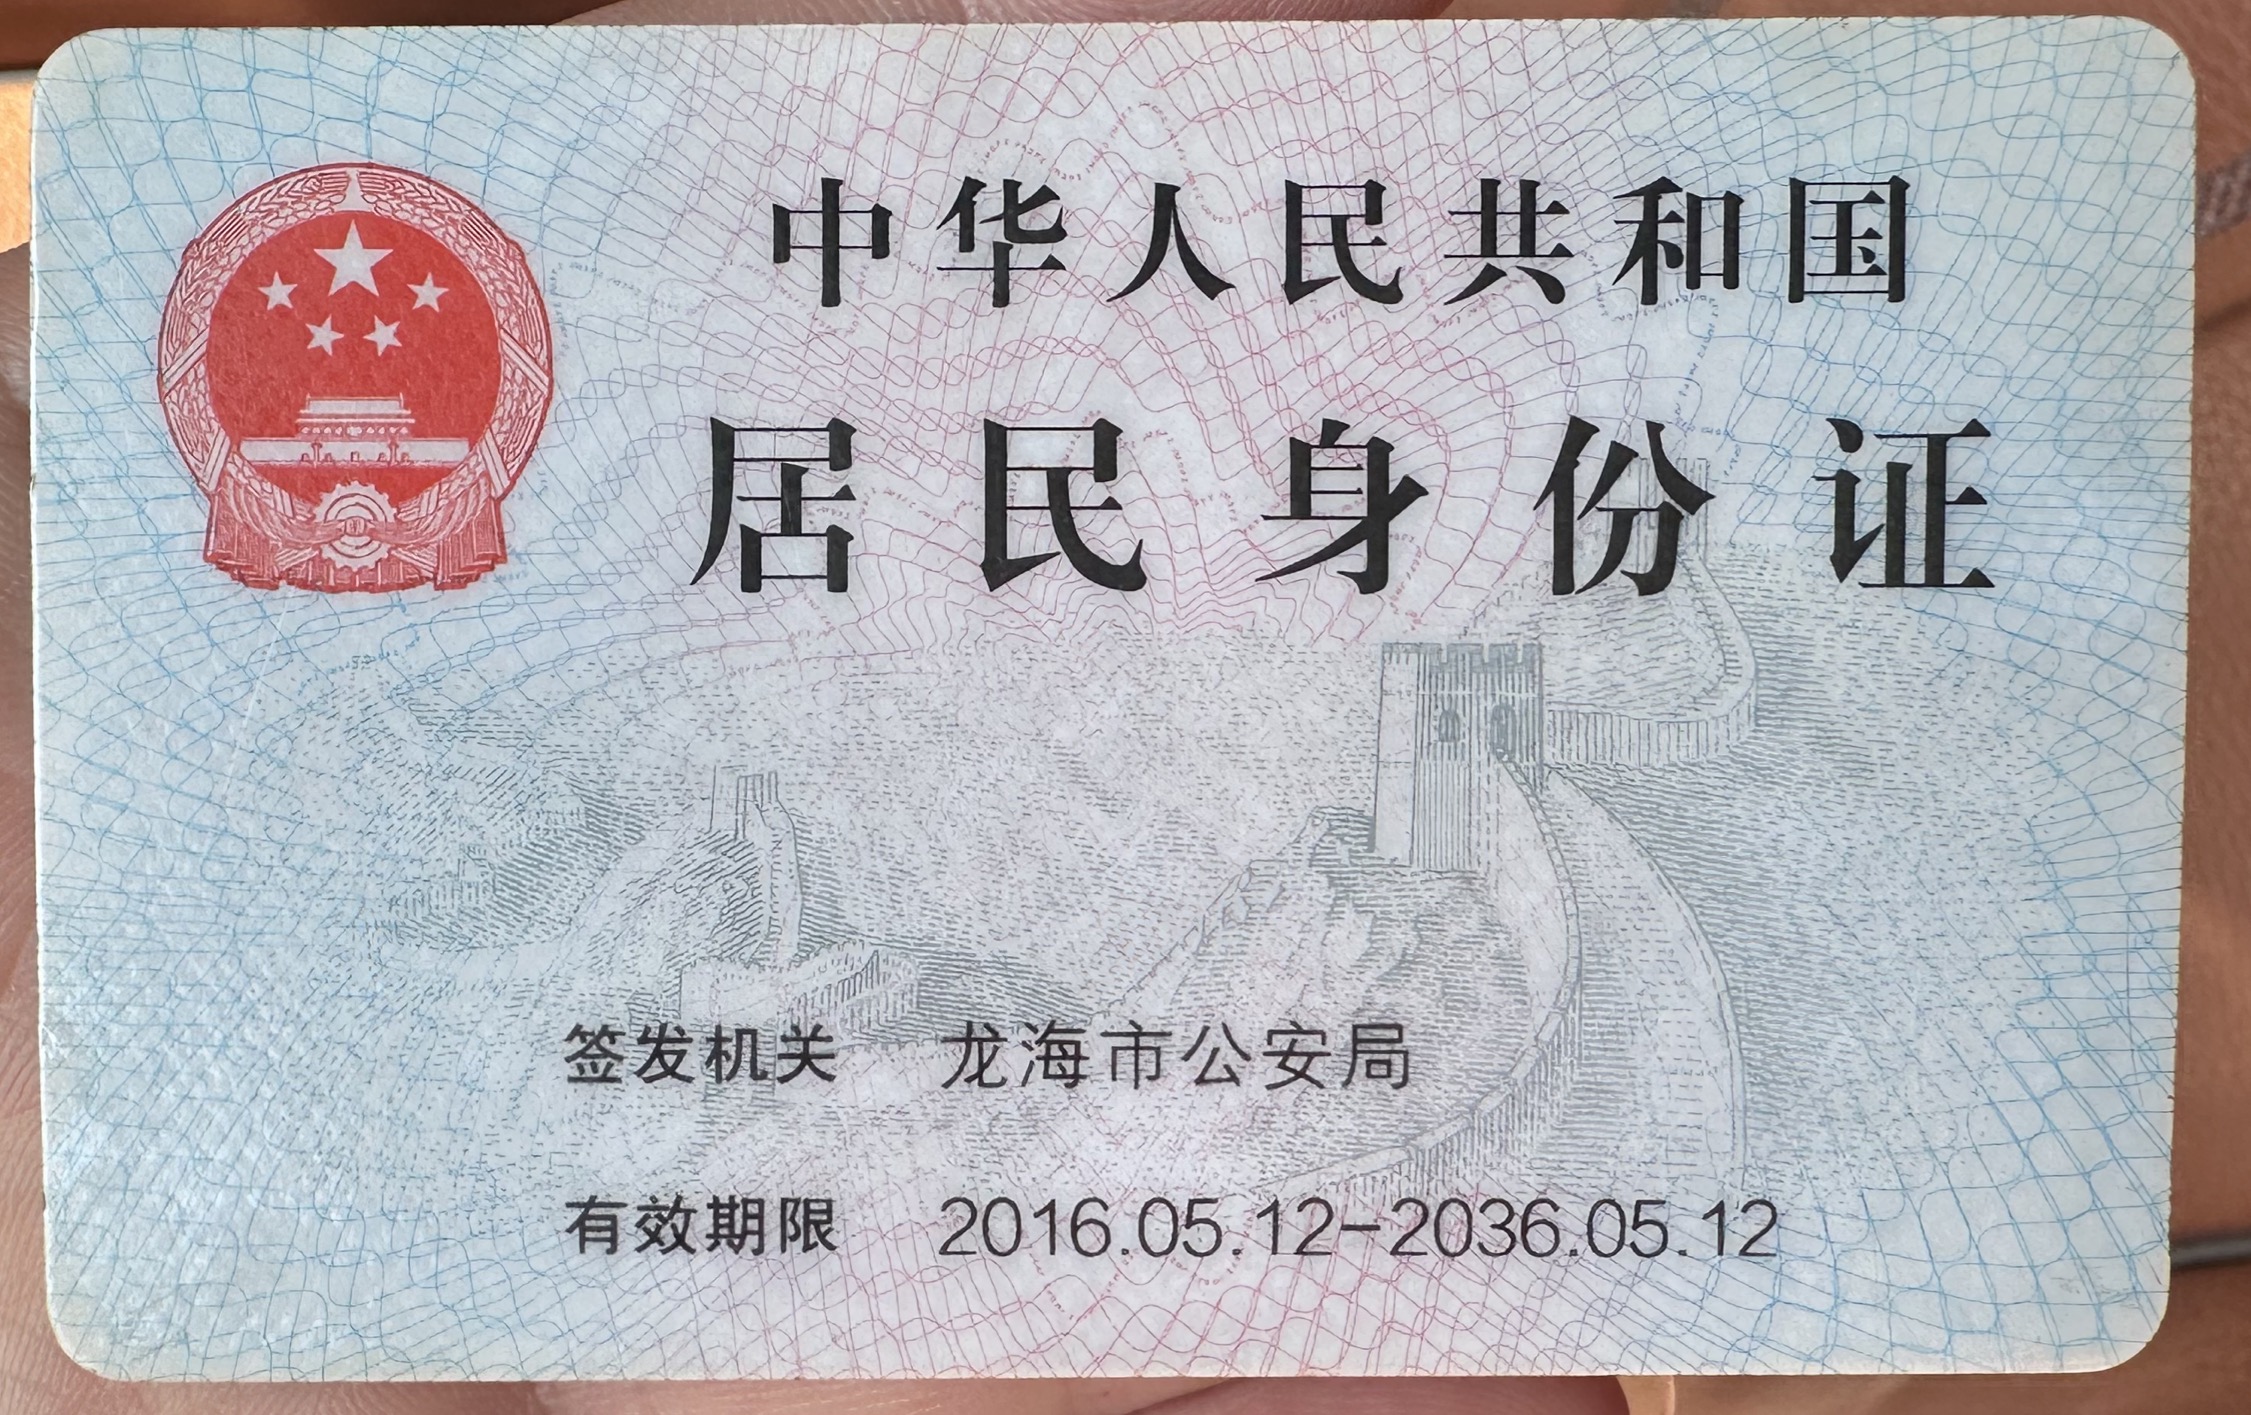 中华人民共和国
居民身份证
签发机关 龙海市公安局
有效期限 2016.05.12-2036.05.12